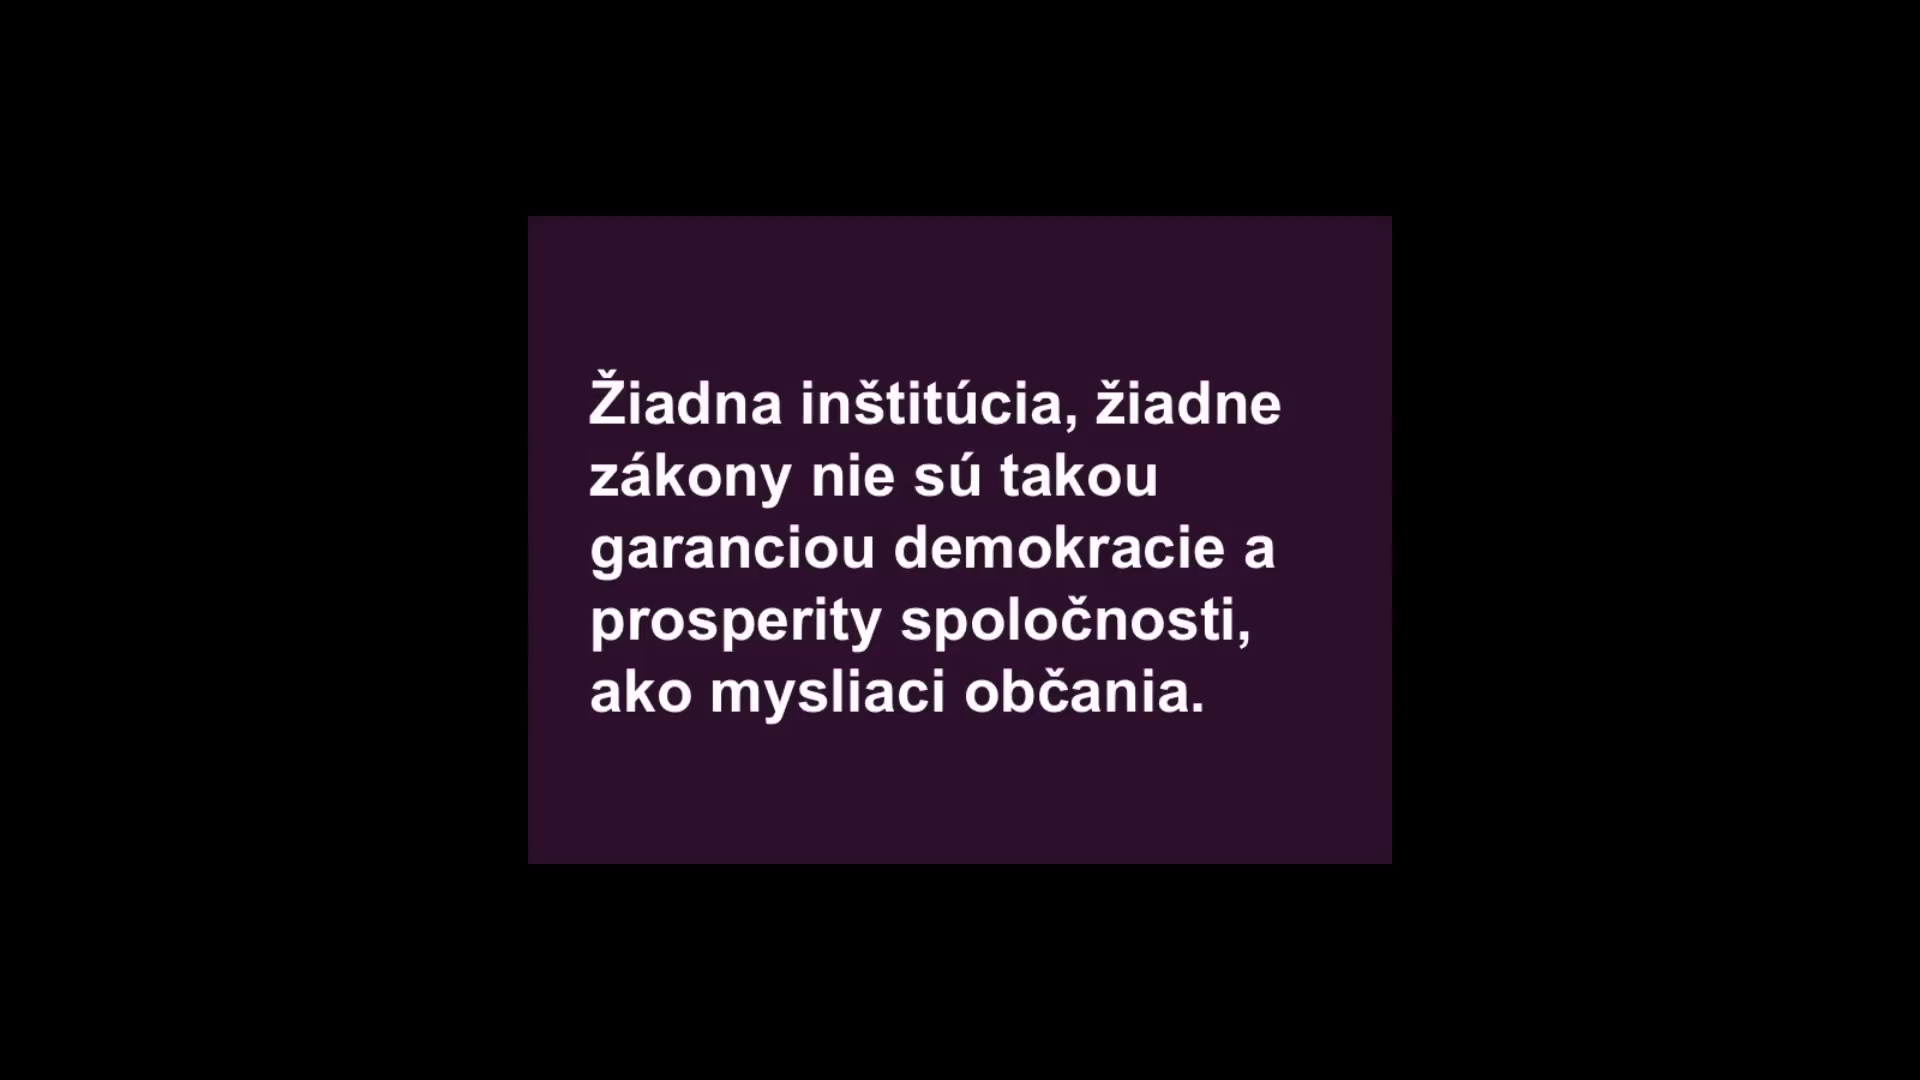 Žiadna inštitúcia, žiadne
zákony nie sú takou
garanciou demokracie a
prosperity spoločnosti,
ako mysliaci občania.